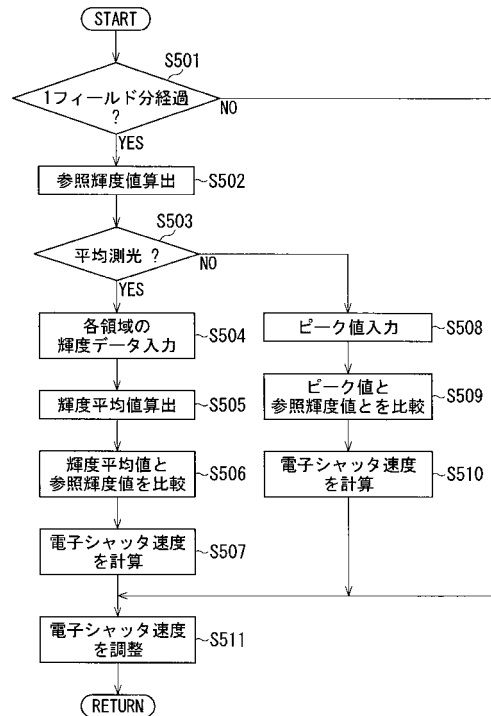 START
S501
1フィールド分経過
?
NO
YES
参照輝度値算出
S502
S503
平均測光 ?
NO
YES
各領域の
輝度データ入力
S504
輝度平均値算出
S505
輝度平均値と
参照輝度値を比較
S506
電子シャッタ速度
を計算
S507
ピーク値入力
S508
ピーク値と
参照輝度値とを比較
S509
電子シャッタ速度
を計算
S510
電子シャッタ速度
を調整
S511
RETURN